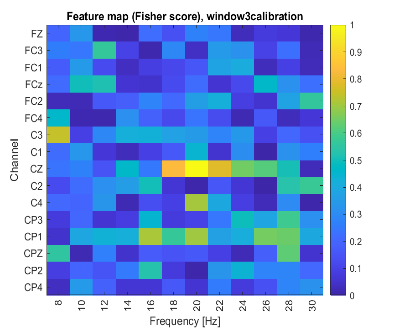 Feature map (Fisher score), window3calibration
Channel
FZ
FC3
FC1
FCz
FC2
FC4
C3
C1
CZ
C2
C4
CP3
CP1
CPZ
CP2
CP4
8 10 12 14 16 18 20 22 24 26 28 30
Frequency [Hz]
1
0.9
0.8
0.7
0.6
0.5
0.4
0.3
0.2
0.1
0